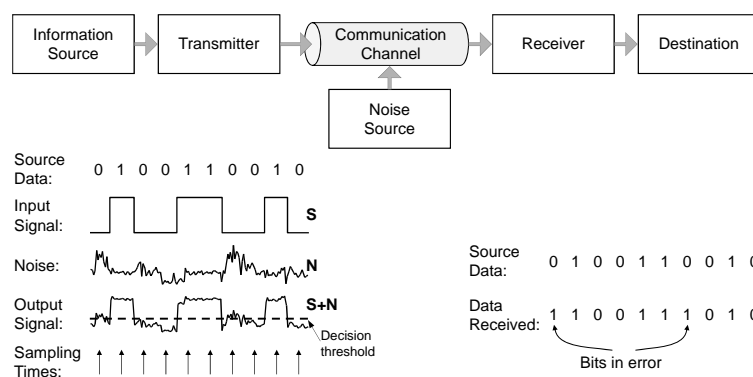 Information
Source
Transmitter
Communication
Channel
Receiver
Destination
Noise
Source
Source
Data:
0 1 0 0 1 1 0 0 1 0
Input
Signal:
S
Noise:
N
Output
Signal:
S+N
Decision
threshold
Sampling
Times:
Source
Data:
0 1 0 0 1 1 0 0 1 0
Data
Received:
1 1 0 0 1 1 1 0 1 0
Bits in error